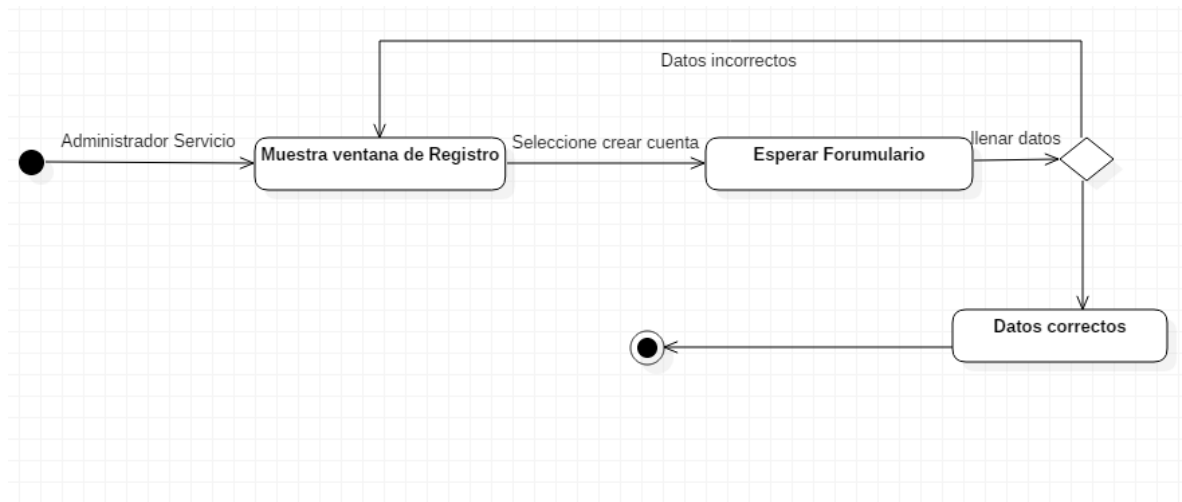 Datos incorrectos
Administrador Servicio
Muestra ventana de Registro
Seleccione crear cuenta
Esperar Forumulario
llenar datos
Datos correctos